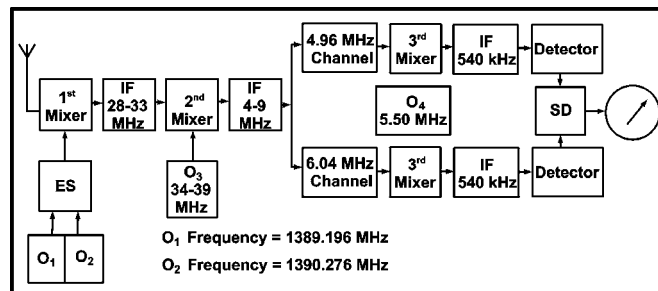 1st Mixer
IF 28-33 MHz
2nd Mixer
IF 4-9 MHz
4.96 MHz Channel
3rd Mixer
IF 540 kHz
Detector
O4 5.50 MHz
SD
6.04 MHz Channel
3rd Mixer
IF 540 kHz
Detector
ES
O3 34-39 MHz
O1
O2
O1 Frequency = 1389.196 MHz
O2 Frequency = 1390.276 MHz